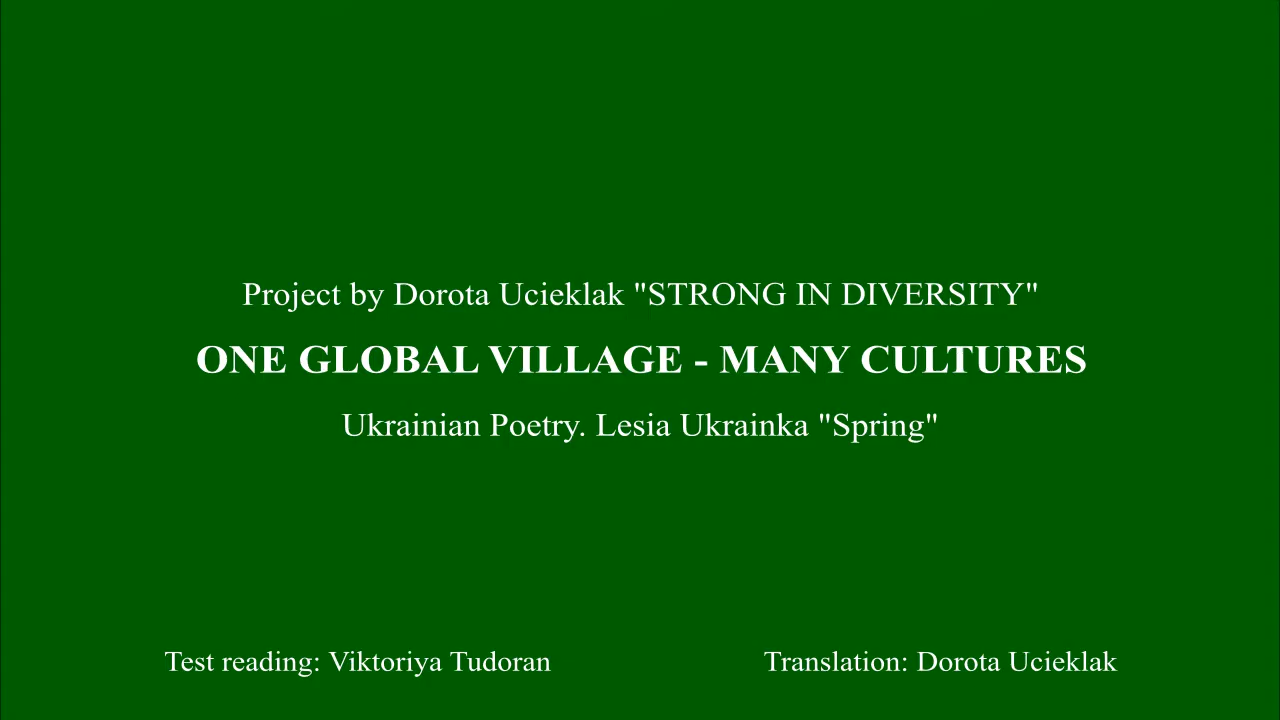 Project by Dorota Ucieklak "STRONG IN DIVERSITY"
ONE GLOBAL VILLAGE - MANY CULTURES
Ukrainian Poetry. Lesia Ukrainka "Spring"
Test reading: Viktoriya Tudoran
Translation: Dorota Ucieklak